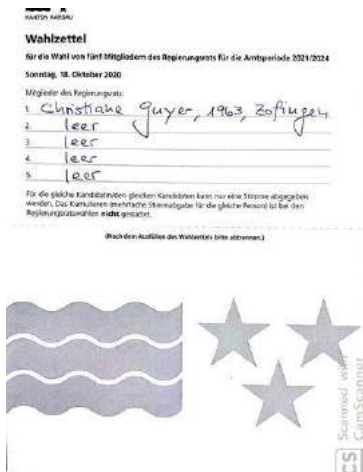 KANTON AARGAU
Wahlzettel
für die Wahl von fünf Mitgliedern des Regierungsrats für die Amtsperiode 2021/2024
Sonntag, 18. Oktober 2020
Mitglieder des Regierungsrats:
1 Christiane Guyer, 1963, Zofingen
2 leer
3 leer
4 leer
5 leer
Für die gleiche Kandidatin/den gleichen Kandidaten kann nur eine Stimme abgegeben
werden. Das Kumulieren (mehrfache Stimmabgabe für die gleiche Person) ist bei den
Regierungsratswahlen nicht gestattet.
(Nach dem Ausfüllen des Wahlzettels bitte abtrennen.)
CS Scanned with
CamScanner